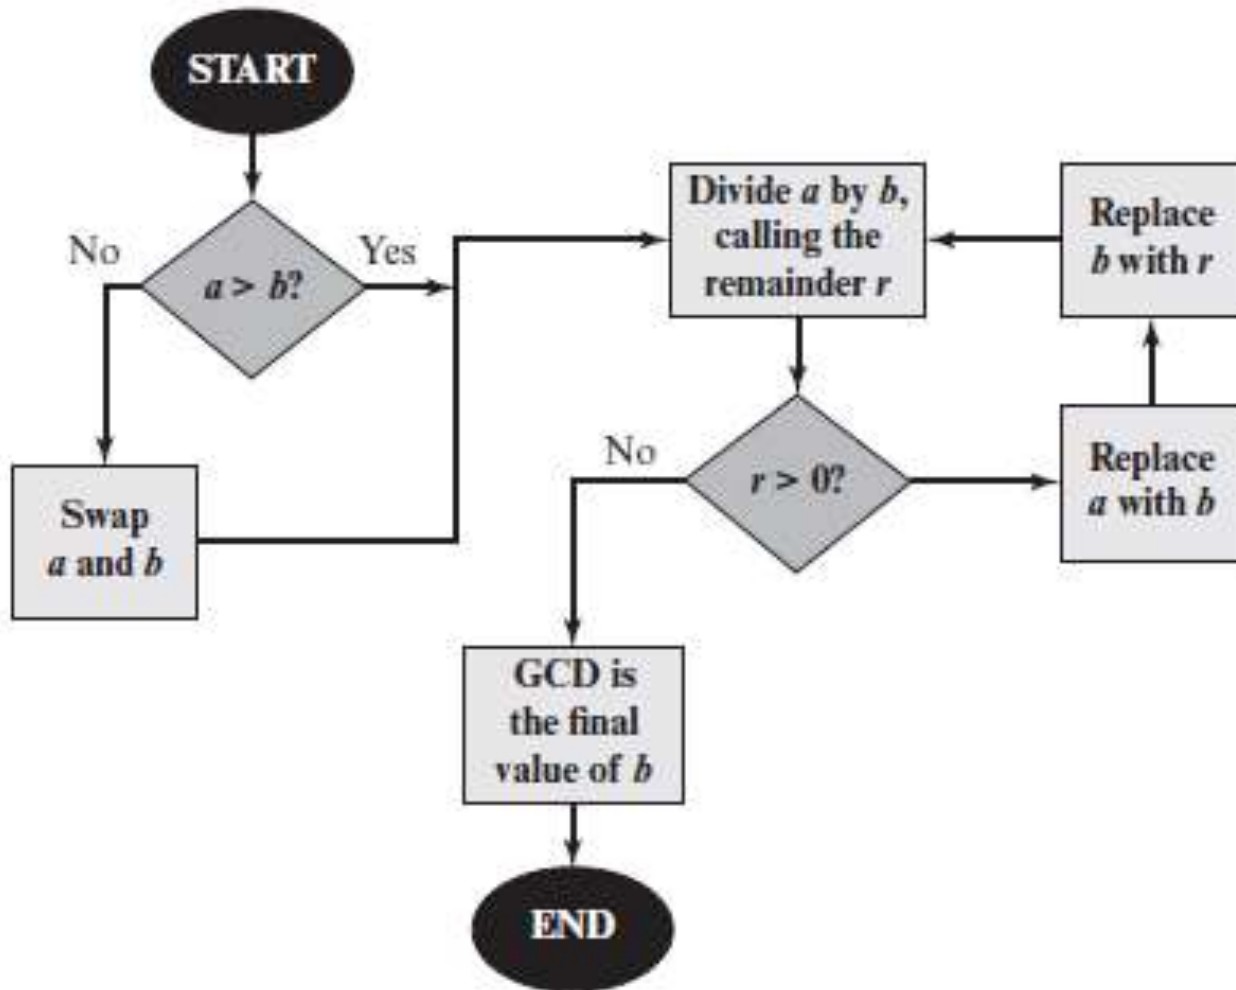 START
a > b?
No
Yes
Swap
a and b
Divide a by b,
calling the
remainder r
r > 0?
No
Replace
a with b
Replace
b with r
GCD is
the final
value of b
END